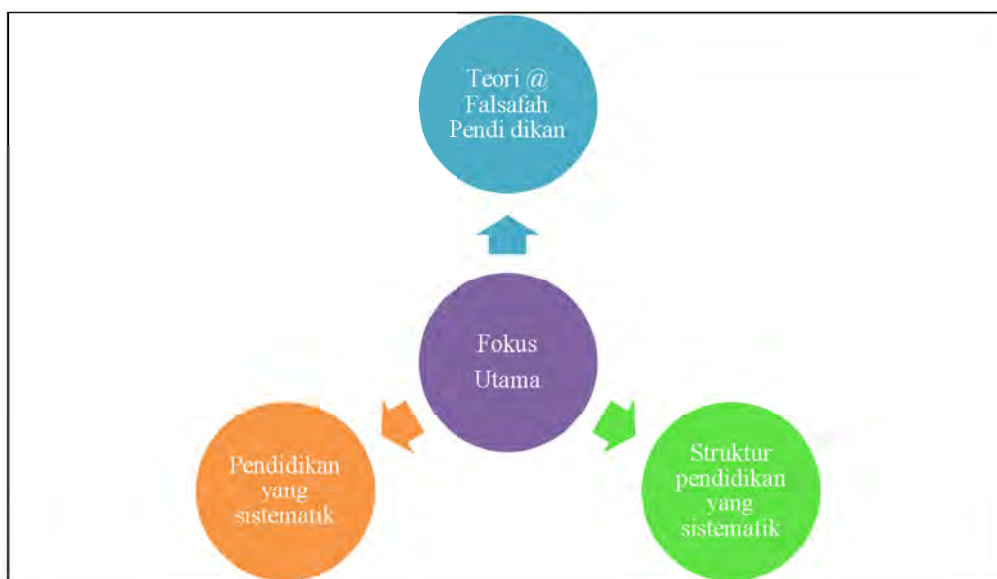 Teori @
Falsafah
Pendi dikan
Fokus
Utama
Pendidikan
yang
sistematik
Struktur
pendidikan
yang
sistematik